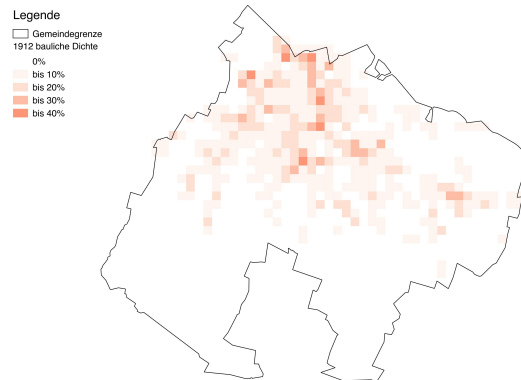 Legende
Gemeindegrenze
1912 bauliche Dichte
0%
bis 10%
bis 20%
bis 30%
bis 40%